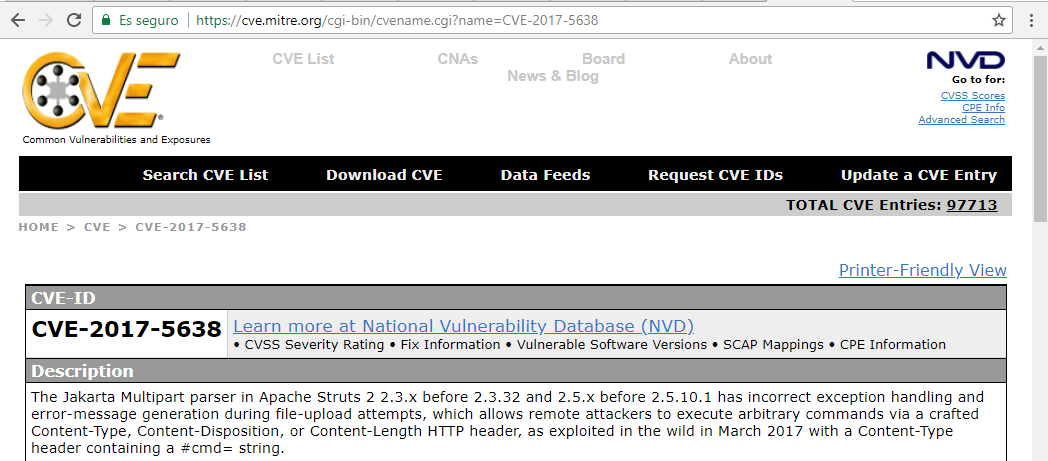 Es seguro | https://cve.mitre.org/cgi-bin/cvename.cgi?name=CVE-2017-5638
CVE
Common Vulnerabilities and Exposures
CVE List CNAs Board About
News & Blog
NVD
Go to for:
CVSS Scores
CPE Info
Advanced Search
Search CVE List Download CVE Data Feeds Request CVE IDs Update a CVE Entry
TOTAL CVE Entries: 97713
HOME > CVE > CVE-2017-5638
Printer-Friendly View
CVE-ID
CVE-2017-5638
Learn more at National Vulnerability Database (NVD)
• CVSS Severity Rating • Fix Information • Vulnerable Software Versions • SCAP Mappings • CPE Information
Description
The Jakarta Multipart parser in Apache Struts 2 2.3.x before 2.3.32 and 2.5.x before 2.5.10.1 has incorrect exception handling and
error-message generation during file-upload attempts, which allows remote attackers to execute arbitrary commands via a crafted
Content-Type, Content-Disposition, or Content-Length HTTP header, as exploited in the wild in March 2017 with a Content-Type
header containing a #cmd= string.